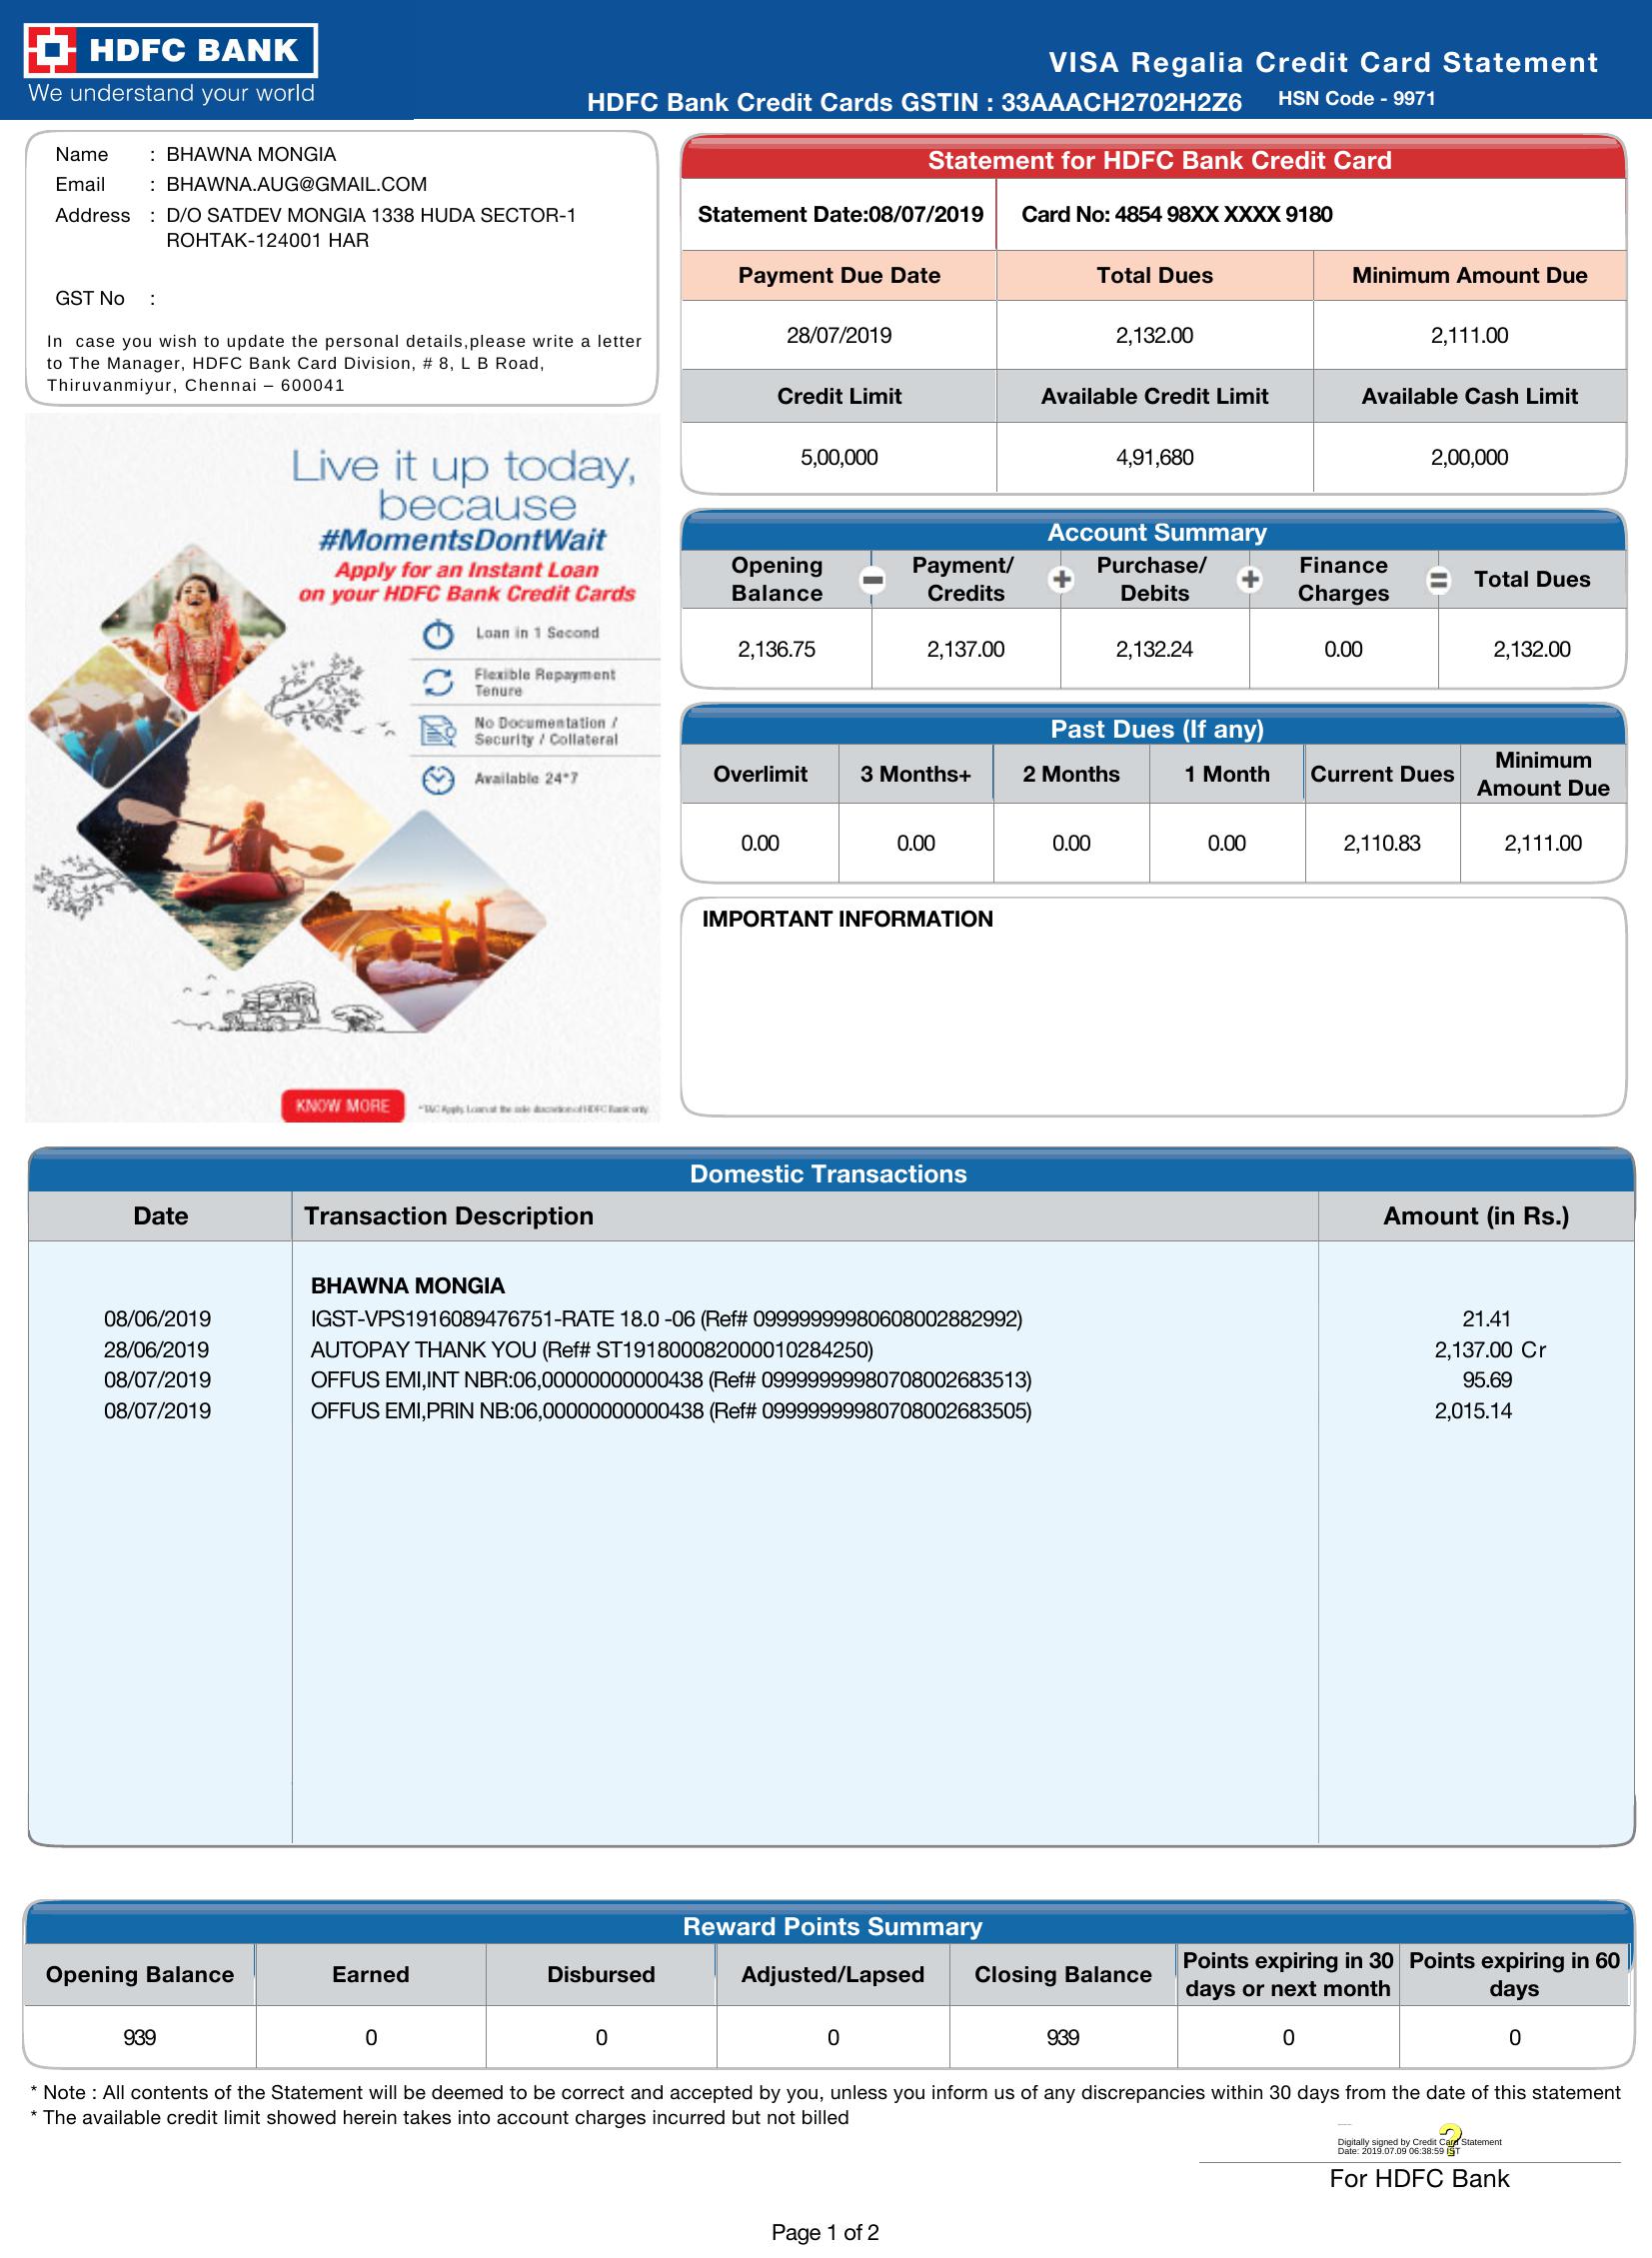 HDFC BANK
We understand your world
VISA Regalia Credit Card Statement
HDFC Bank Credit Cards GSTIN : 33AAACH2702H2Z6 HSN Code - 9971
Name : BHAWNA MONGIA
Email : BHAWNA.AUG@GMAIL.COM
Address : D/O SATDEV MONGIA 1338 HUDA SECTOR-1
ROHTAK-124001 HAR
GST No :
In case you wish to update the personal details,please write a letter
to The Manager, HDFC Bank Card Division, # 8, L B Road,
Thiruvanmiyur, Chennai – 600041
Statement for HDFC Bank Credit Card
Statement Date:08/07/2019 Card No: 4854 98XX XXXX 9180
Payment Due Date Total Dues Minimum Amount Due
28/07/2019 2,132.00 2,111.00
Credit Limit Available Credit Limit Available Cash Limit
5,00,000 4,91,680 2,00,000
Live it up today,
because
#MomentsDontWait
Apply for an Instant Loan
on your HDFC Bank Credit Cards
Loan in 1 Second
Flexible Repayment
Tenure
No Documentation /
Security / Collateral
Available 24*7
KNOW MORE
*T&C Apply. Loan at the sole discretion of HDFC Bank only.
Account Summary
Opening Balance Payment/ Credits Purchase/ Debits Finance Charges Total Dues
2,136.75 2,137.00 2,132.24 0.00 2,132.00
Past Dues (If any)
Overlimit 3 Months+ 2 Months 1 Month Current Dues Minimum Amount Due
0.00 0.00 0.00 0.00 2,110.83 2,111.00
IMPORTANT INFORMATION
Domestic Transactions
Date Transaction Description Amount (in Rs.)
BHAWNA MONGIA
08/06/2019 IGST-VPS1916089476751-RATE 18.0 -06 (Ref# 09999999980608002882992) 21.41
28/06/2019 AUTOPAY THANK YOU (Ref# ST191800082000010284250) 2,137.00 Cr
08/07/2019 OFFUS EMI,INT NBR:06,00000000000438 (Ref# 09999999980708002683513) 95.69
08/07/2019 OFFUS EMI,PRIN NB:06,00000000000438 (Ref# 09999999980708002683505) 2,015.14
Reward Points Summary
Opening Balance Earned Disbursed Adjusted/Lapsed Closing Balance Points expiring in 30 days or next month Points expiring in 60 days
939 0 0 0 939 0 0
* Note : All contents of the Statement will be deemed to be correct and accepted by you, unless you inform us of any discrepancies within 30 days from the date of this statement
* The available credit limit showed herein takes into account charges incurred but not billed
Digitally signed by Credit Card Statement
Date: 2019.07.09 06:38:59 IST
For HDFC Bank
Page 1 of 2